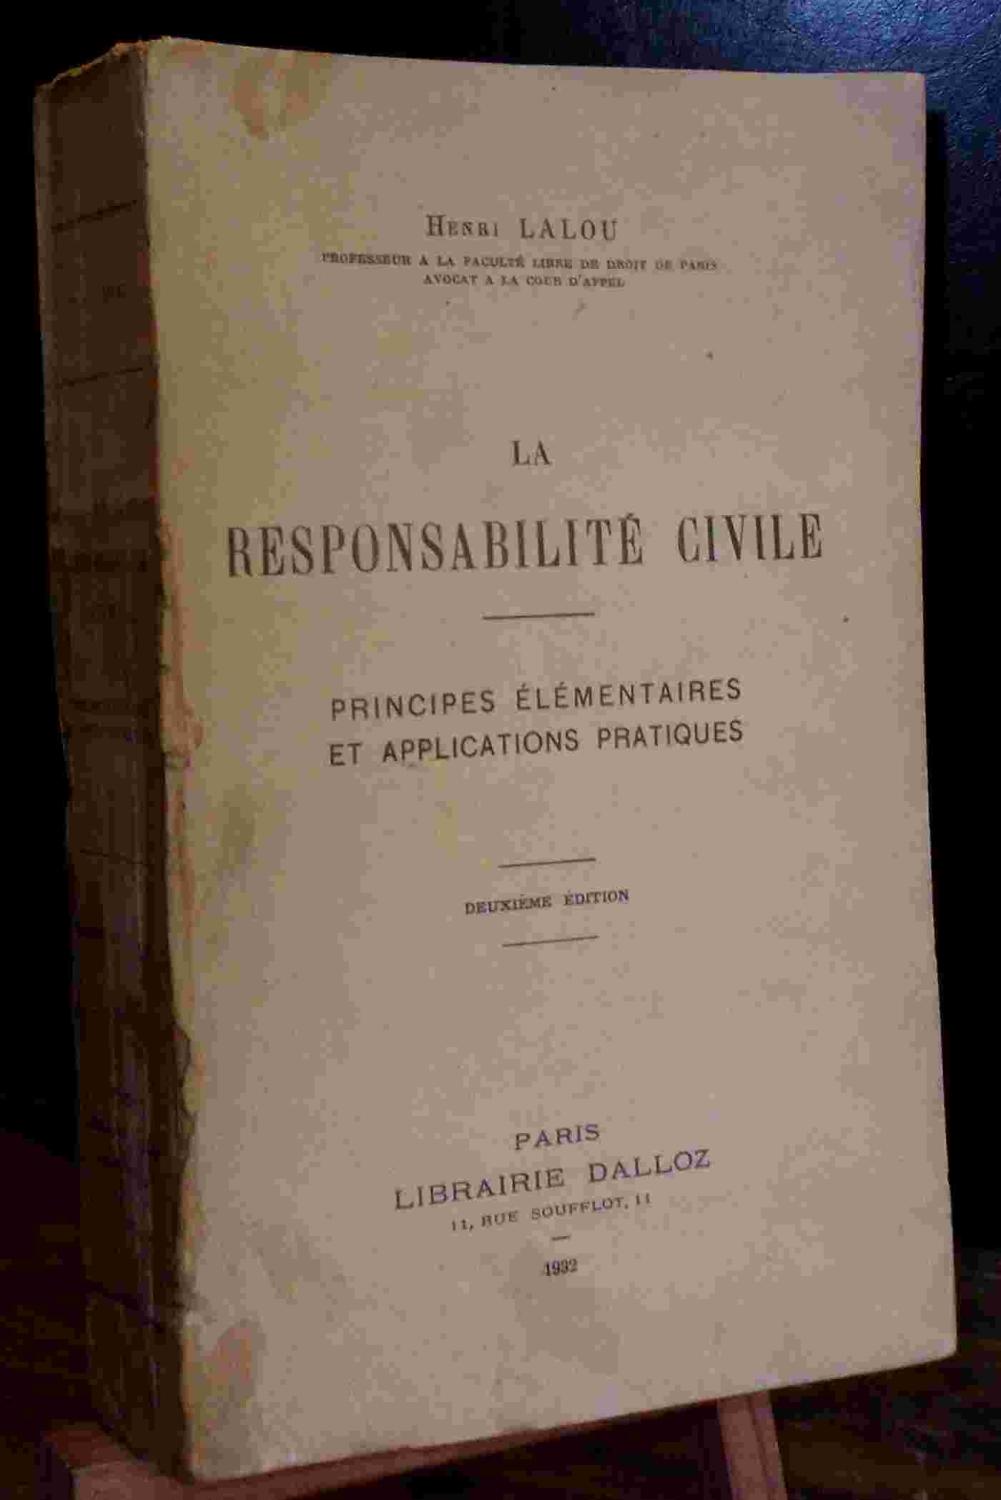 Henri LALOU
PROFESSEUR A LA FACULTÉ LIBRE DE DROIT DE PARIS
AVOCAT A LA COUR D'APPEL
LA
RESPONSABILITÉ CIVILE
PRINCIPES ÉLÉMENTAIRES
ET APPLICATIONS PRATIQUES
DEUXIÈME ÉDITION
PARIS
LIBRAIRIE DALLOZ
11, RUE SOUFFLOT, 11
1932